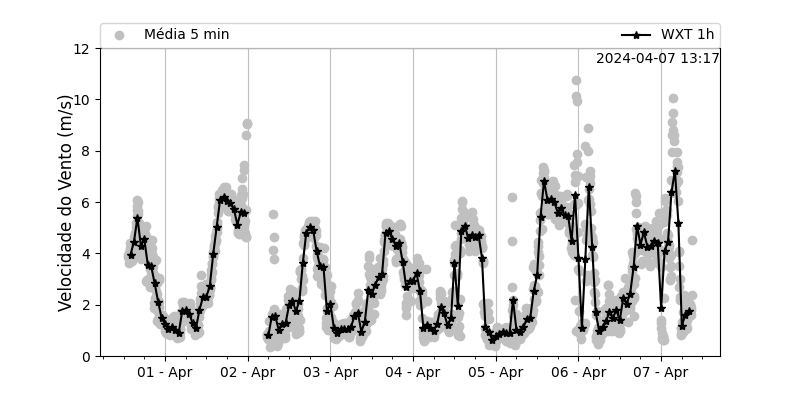 Média 5 min
WXT 1h
2024-04-07 13:17
Velocidade do Vento (m/s)
12
10
8
6
4
2
0
01 - Apr
02 - Apr
03 - Apr
04 - Apr
05 - Apr
06 - Apr
07 - Apr